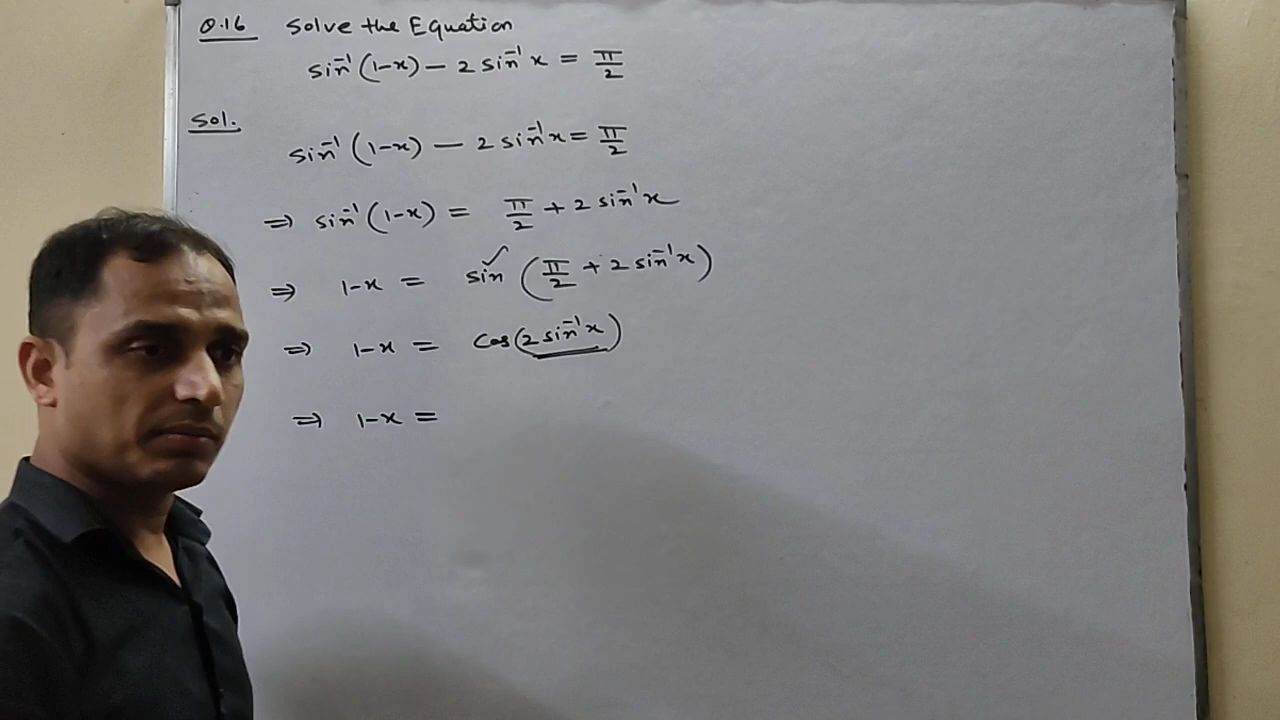 Q.16 Solve the Equation
sin⁻¹(1-x) - 2 sin⁻¹x = π/2
Sol.
sin⁻¹(1-x) - 2 sin⁻¹x = π/2
⇒ sin⁻¹(1-x) = π/2 + 2 sin⁻¹x
⇒ 1-x = sin (π/2 + 2 sin⁻¹x)
⇒ 1-x = Cos(2 sin⁻¹x)
⇒ 1-x =